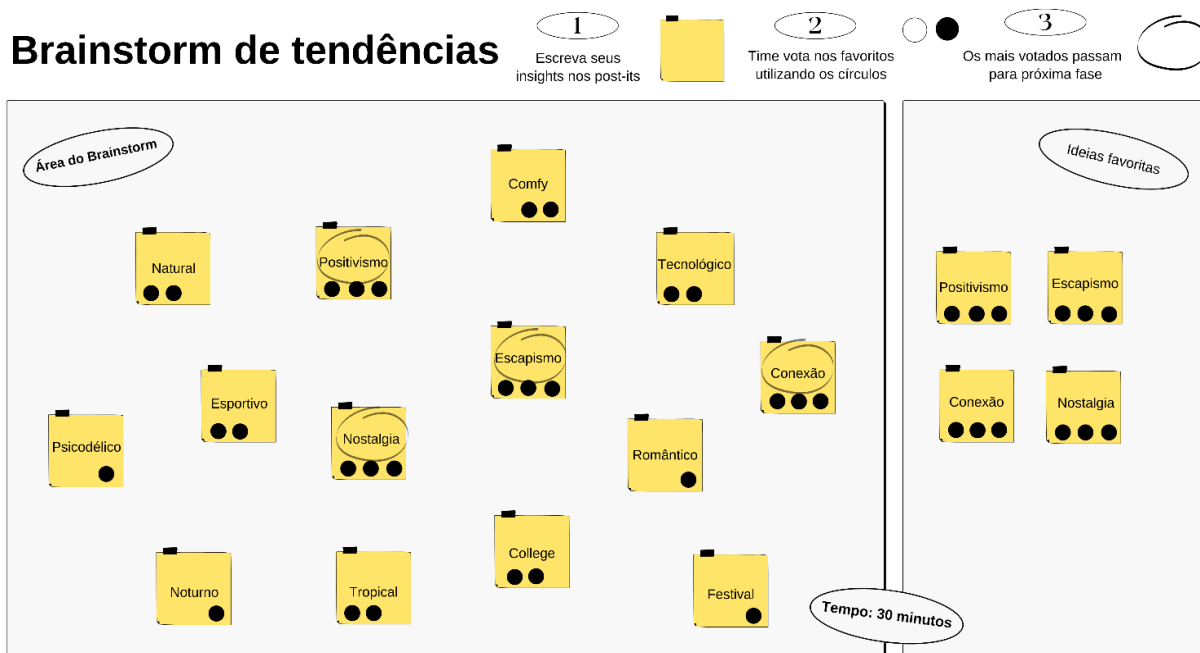 Brainstorm de tendências
1
Escreva seus
insights nos post-its
2
Time vota nos favoritos
utilizando os círculos
3
Os mais votados passam
para próxima fase
Área do Brainstorm
Comfy
Natural
Positivismo
Tecnológico
Escapismo
Conexão
Esportivo
Nostalgia
Psicodélico
Romântico
College
Noturno
Tropical
Festival
Tempo: 30 minutos
Ideias favoritas
Positivismo
Escapismo
Conexão
Nostalgia